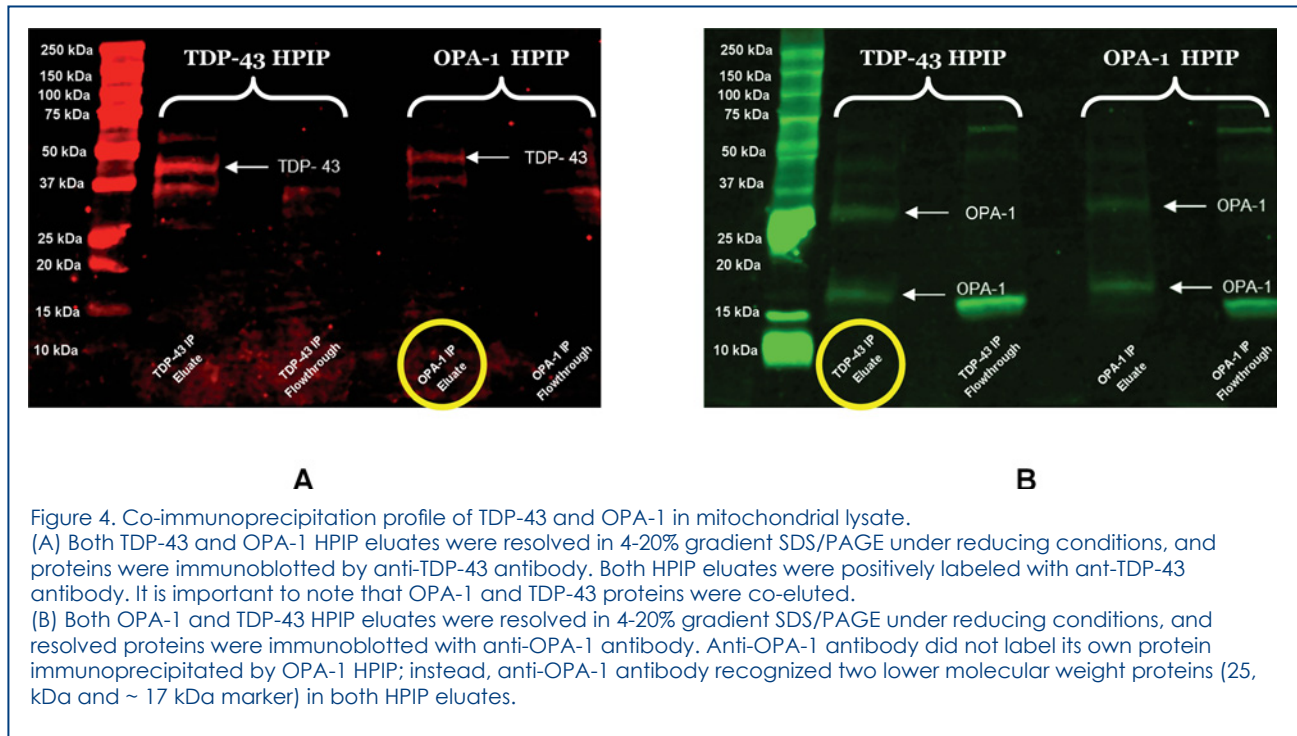 250 kDa
150 kDa
100 kDa
75 kDa
50 kDa
37 kDa
25 kDa
20 kDa
15 kDa
10 kDa
TDP-43 HPIP
OPA-1 HPIP
TDP- 43
TDP- 43
TDP-43 IP
Eluate
TDP-43 IP
Flowthrough
OPA-1 IP
Eluate
OPA-1 IP
Flowthrough
A
250 kDa
150 kDa
100 kDa
75 kDa
50 kDa
37 kDa
25 kDa
20 kDa
15 kDa
10 kDa
TDP-43 HPIP
OPA-1 HPIP
OPA-1
OPA-1
OPA-1
OPA-1
TDP-43 IP
Eluate
TDP-43 IP
Flowthrough
OPA-1 IP
Eluate
OPA-1 IP
Flowthrough
B
Figure 4. Co-immunoprecipitation profile of TDP-43 and OPA-1 in mitochondrial lysate.
(A) Both TDP-43 and OPA-1 HPIP eluates were resolved in 4-20% gradient SDS/PAGE under reducing conditions, and
proteins were immunoblotted by anti-TDP-43 antibody. Both HPIP eluates were positively labeled with ant-TDP-43
antibody. It is important to note that OPA-1 and TDP-43 proteins were co-eluted.
(B) Both OPA-1 and TDP-43 HPIP eluates were resolved in 4-20% gradient SDS/PAGE under reducing conditions, and
resolved proteins were immunoblotted with anti-OPA-1 antibody. Anti-OPA-1 antibody did not label its own protein
immunoprecipitated by OPA-1 HPIP; instead, anti-OPA-1 antibody recognized two lower molecular weight proteins (25,
kDa and ~ 17 kDa marker) in both HPIP eluates.